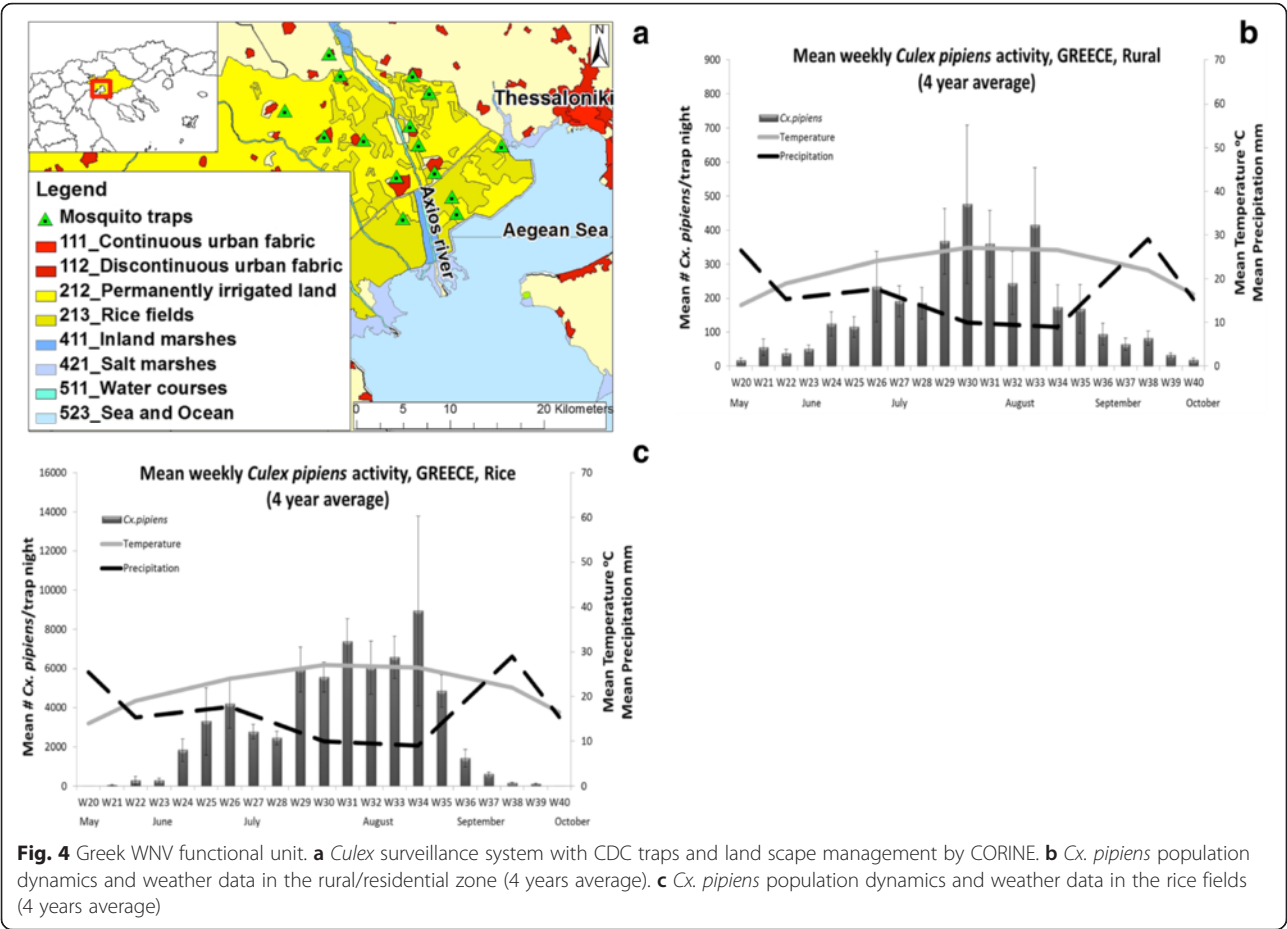 a
N
Thessaloniki
Axios river
Aegean Sea
Legend
Mosquito traps
111_Continuous urban fabric
112_Discontinuous urban fabric
212_Permanently irrigated land
213_Rice fields
411_Inland marshes
421_Salt marshes
511_Water courses
523_Sea and Ocean
0 5 10 20 Kilometers
b
Mean weekly Culex pipiens activity, GREECE, Rural
(4 year average)
Mean # Cx. pipiens/trap night
900
800
700
600
500
400
300
200
100
0
Cx.pipiens
Temperature
Precipitation
70
60
50
40
30
20
10
0
Mean Temperature ºC
Mean Precipitation mm
W20 W21 W22 W23 W24 W25 W26 W27 W28 W29 W30 W31 W32 W33 W34 W35 W36 W37 W38 W39 W40
May June July August September October
c
Mean weekly Culex pipiens activity, GREECE, Rice
(4 year average)
Mean # Cx. pipiens/trap night
16000
14000
12000
10000
8000
6000
4000
2000
0
Cx.pipiens
Temperature
Precipitation
70
60
50
40
30
20
10
0
Mean Temperature ºC
Mean Precipitation mm
W20 W21 W22 W23 W24 W25 W26 W27 W28 W29 W30 W31 W32 W33 W34 W35 W36 W37 W38 W39 W40
May June July August September October
Fig. 4 Greek WNV functional unit. a Culex surveillance system with CDC traps and land scape management by CORINE. b Cx. pipiens population
dynamics and weather data in the rural/residential zone (4 years average). c Cx. pipiens population dynamics and weather data in the rice fields
(4 years average)